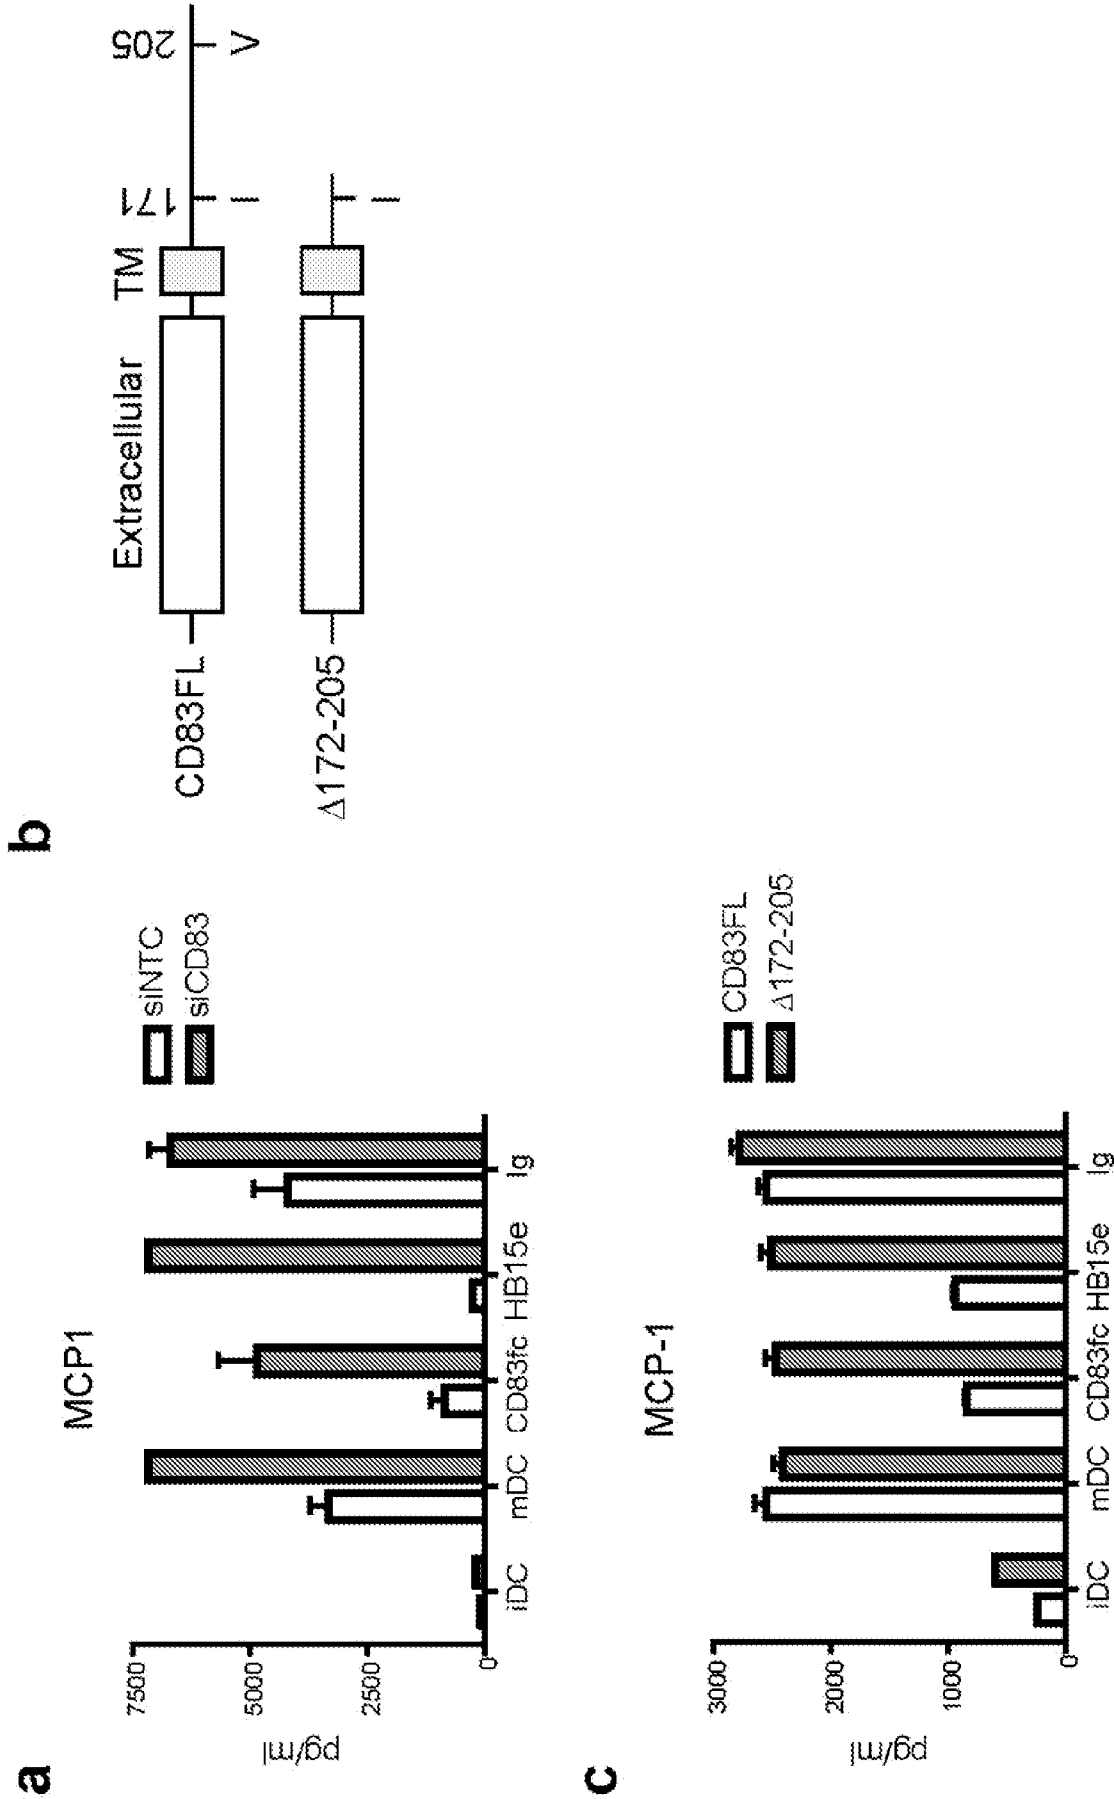 a
MCP1
pg/ml
7500
5000
2500
0
iDC
mDC
CD83fc
HB15e
Ig
siNTC
siCD83
b
Extracellular
TM
171
205
CD83FL
I
V
Δ172-205
I
c
MCP-1
pg/ml
3000
2000
1000
0
iDC
mDC
CD83fc
HB15e
Ig
CD83FL
Δ172-205